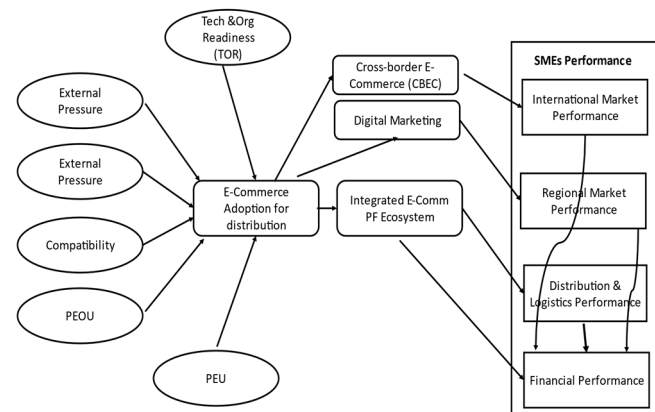 Tech &Org
Readiness
(TOR)
External
Pressure
External
Pressure
Compatibility
PEOU
PEU
E-Commerce
Adoption for
distribution
Cross-border E-
Commerce (CBEC)
Digital Marketing
Integrated E-Comm
PF Ecosystem
SMEs Performance
International Market
Performance
Regional Market
Performance
Distribution &
Logistics Performance
Financial Performance